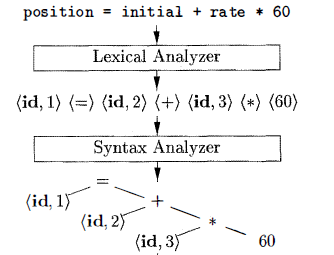 position = initial + rate * 60
Lexical Analyzer
⟨id, 1⟩ ⟨=⟩ ⟨id, 2⟩ ⟨+⟩ ⟨id, 3⟩ ⟨*⟩ ⟨60⟩
Syntax Analyzer
=
⟨id, 1⟩
+
⟨id, 2⟩
*
⟨id, 3⟩
60